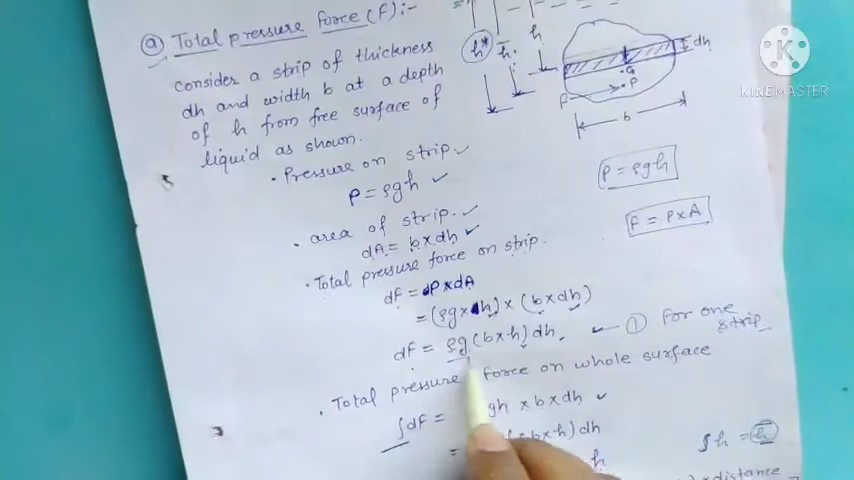 ⓐ Total pressure force (F) :-
consider a strip of thickness
dh and width b at a depth
of h from free surface of
liquid as shown.
• Pressure on strip.
P = ρgh
• area of strip.
dA = b×dh
• Total pressure force on strip.
dF = P×dA
= (ρg×h) × (b×dh)
dF = ρg(b×h)dh. ← ① For one
strip
• Total pressure force on whole surface
∫dF = gh × b × dh
= b×h) dh
h
h*
h̄
h
dh
G
P
F
b
P = ρgh
F = P×A
∫h = h̄
× distance
KINEMASTER